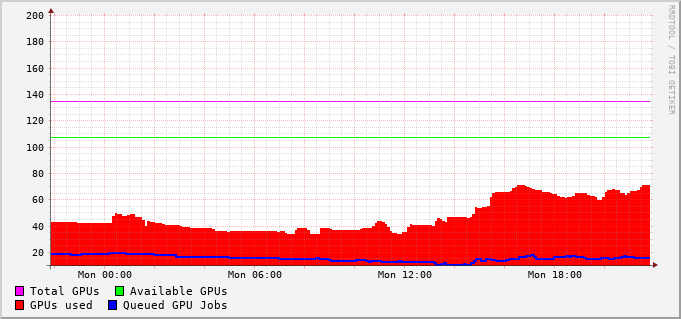 RRDTOOL / TOBI OETIKER
200
180
160
140
120
100
80
60
40
20
Mon 00:00 Mon 06:00 Mon 12:00 Mon 18:00
Total GPUs Available GPUs
GPUs used Queued GPU Jobs